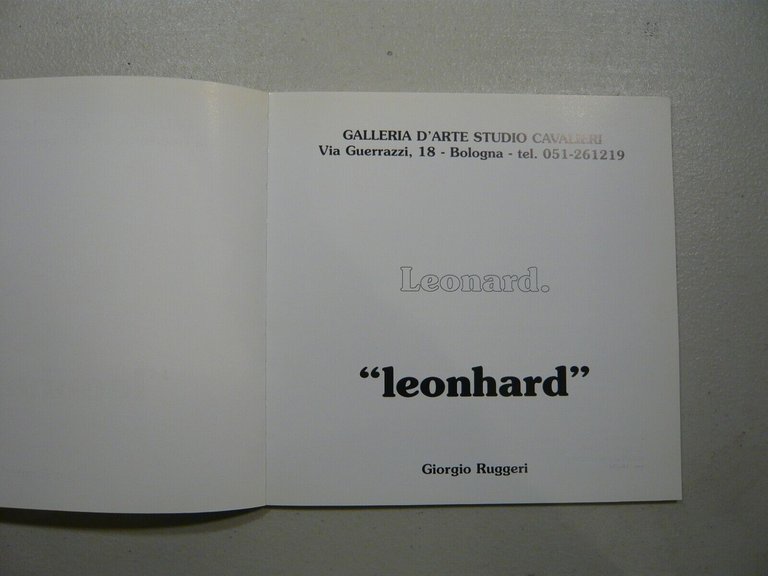 GALLERIA D'ARTE STUDIO CAVALIERI
Via Guerrazzi, 18 - Bologna - tel. 051-261219
Leonard.
“leonhard”
Giorgio Ruggeri